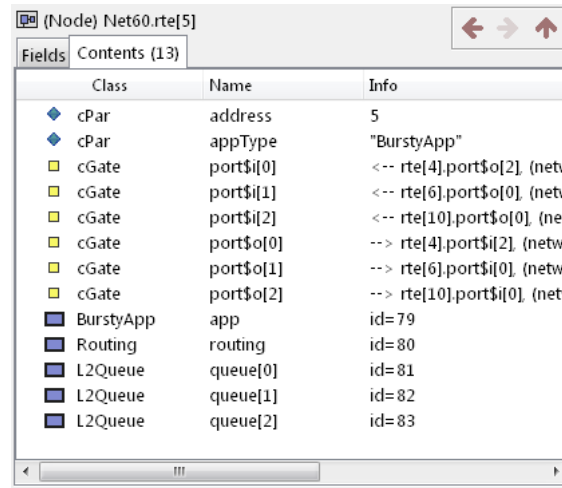 (Node) Net60.rte[5]
Fields Contents (13)
Class Name Info
cPar address 5
cPar appType "BurstyApp"
cGate port$i[0] <-- rte[4].port$o[2], (netw
cGate port$i[1] <-- rte[6].port$o[0], (netw
cGate port$i[2] <-- rte[10].port$o[0], (ne
cGate port$o[0] --> rte[4].port$i[2], (netw
cGate port$o[1] --> rte[6].port$i[0], (netw
cGate port$o[2] --> rte[10].port$i[0], (net
BurstyApp app id=79
Routing routing id=80
L2Queue queue[0] id=81
L2Queue queue[1] id=82
L2Queue queue[2] id=83